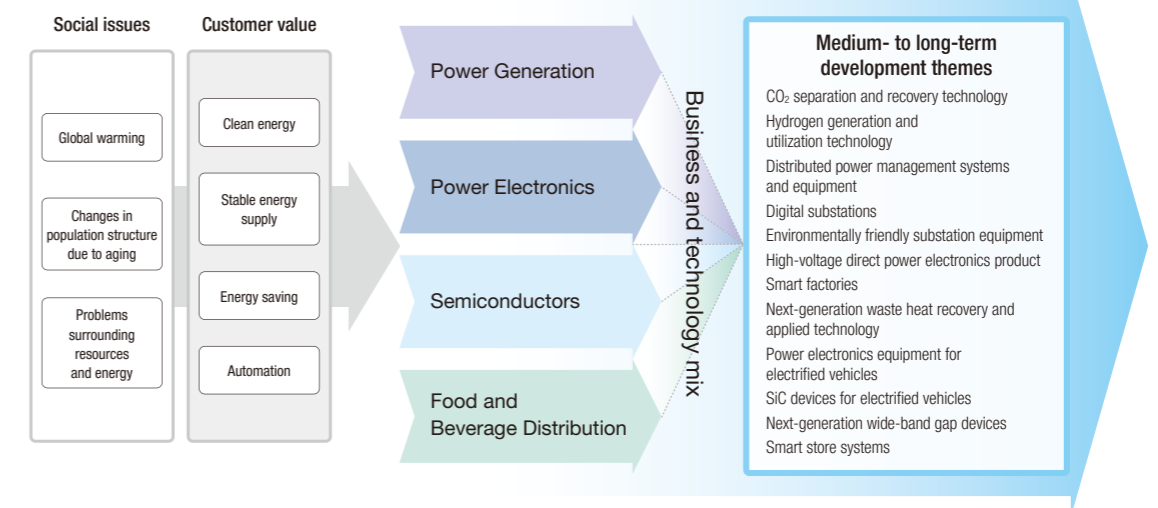 Social issues
Global warming
Changes in
population structure
due to aging
Problems
surrounding
resources
and energy
Customer value
Clean energy
Stable energy
supply
Energy saving
Automation
Power Generation
Power Electronics
Semiconductors
Food and
Beverage Distribution
Business and technology mix
Medium- to long-term
development themes
CO₂ separation and recovery technology
Hydrogen generation and
utilization technology
Distributed power management systems
and equipment
Digital substations
Environmentally friendly substation equipment
High-voltage direct power electronics product
Smart factories
Next-generation waste heat recovery and
applied technology
Power electronics equipment for
electrified vehicles
SiC devices for electrified vehicles
Next-generation wide-band gap devices
Smart store systems